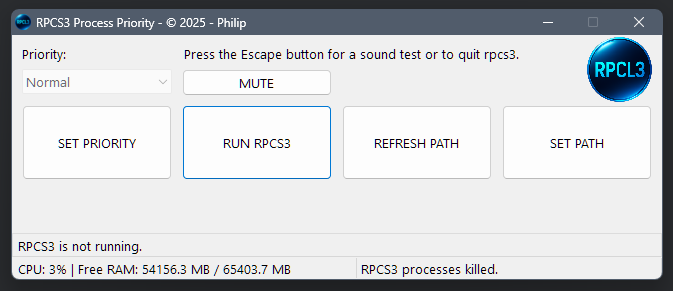 RPCS3 Process Priority - © 2025 - Philip
Priority:
Press the Escape button for a sound test or to quit rpcs3.
RPCL3
Normal
MUTE
SET PRIORITY
RUN RPCS3
REFRESH PATH
SET PATH
RPCS3 is not running.
CPU: 3% | Free RAM: 54156.3 MB / 65403.7 MB
RPCS3 processes killed.